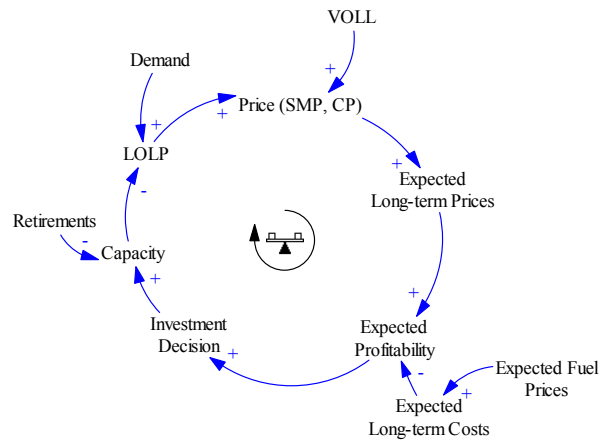 VOLL
Demand
+
+
+
Price (SMP, CP)
+
LOLP
-
+
Expected
Long-term Prices
Retirements
-
Capacity
+
+
Investment
Decision
+
Expected
Profitability
-
+
Expected Fuel
Prices
Expected
Long-term Costs